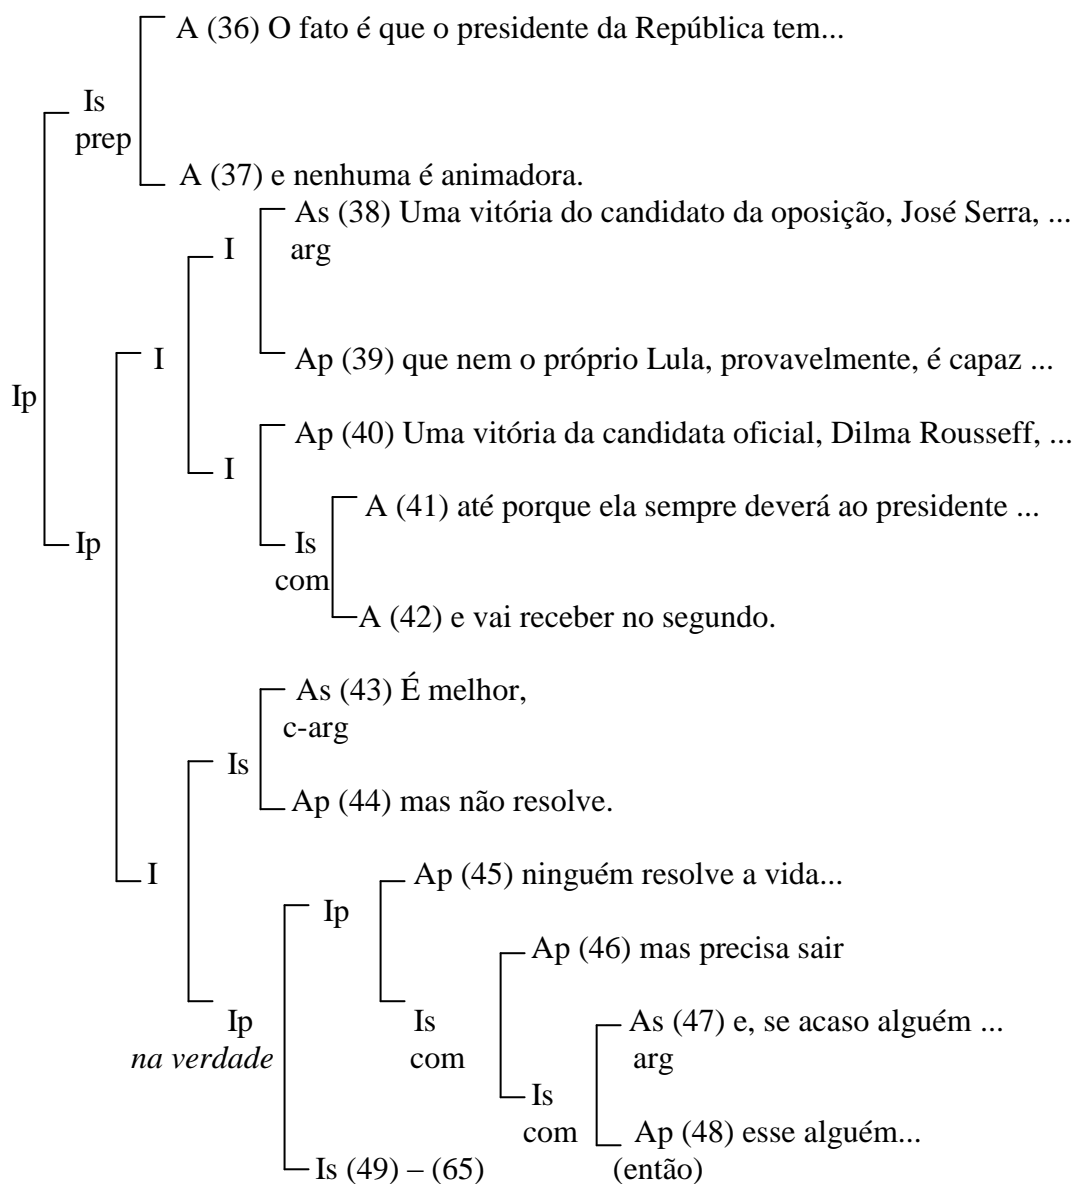 A (36) O fato é que o presidente da República tem...
Is
prep
A (37) e nenhuma é animadora.
As (38) Uma vitória do candidato da oposição, José Serra, ...
I
arg
I
Ap (39) que nem o próprio Lula, provavelmente, é capaz ...
Ip
Ap (40) Uma vitória da candidata oficial, Dilma Rousseff, ...
I
A (41) até porque ela sempre deverá ao presidente ...
Ip
Is
com
A (42) e vai receber no segundo.
As (43) É melhor,
c-arg
Is
Ap (44) mas não resolve.
I
Ap (45) ninguém resolve a vida...
Ip
Ap (46) mas precisa sair
Ip
na verdade
Is
com
As (47) e, se acaso alguém ...
arg
Is
com
Ap (48) esse alguém...
(então)
Is (49) – (65)